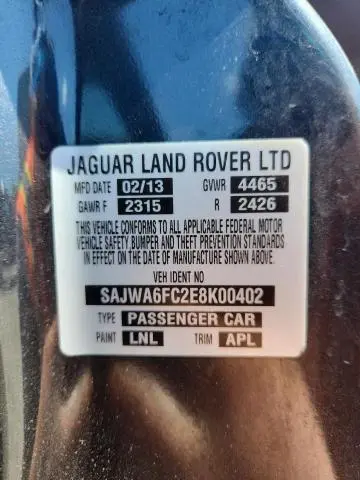 JAGUAR LAND ROVER LTD
MFD DATE 02/13 GVWR 4465
GAWR F 2315 R 2426
THIS VEHICLE CONFORMS TO ALL APPLICABLE FEDERAL MOTOR
VEHICLE SAFETY, BUMPER AND THEFT PREVENTION STANDARDS
IN EFFECT ON THE DATE OF MANUFACTURE SHOWN ABOVE.
VEH IDENT NO
SAJWA6FC2E8K00402
TYPE PASSENGER CAR
PAINT LNL TRIM APL